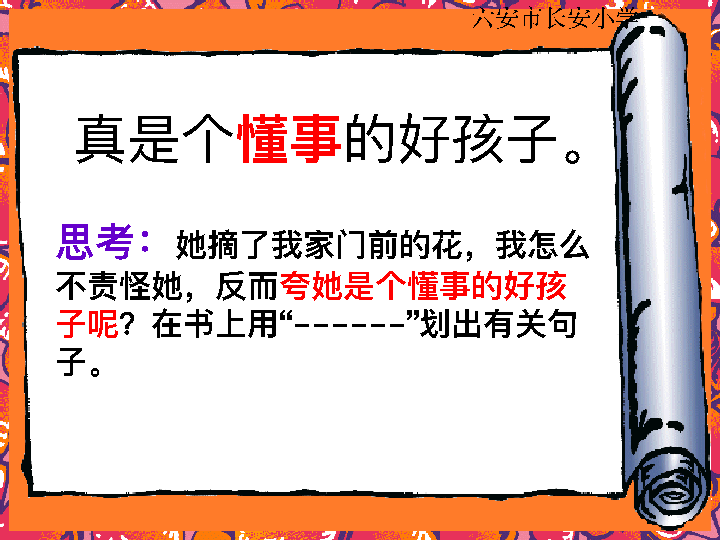 六安市长安小学
真是个懂事的好孩子。
思考：她摘了我家门前的花，我怎么
不责怪她，反而夸她是个懂事的好孩
子呢？在书上用“------”划出有关句
子。